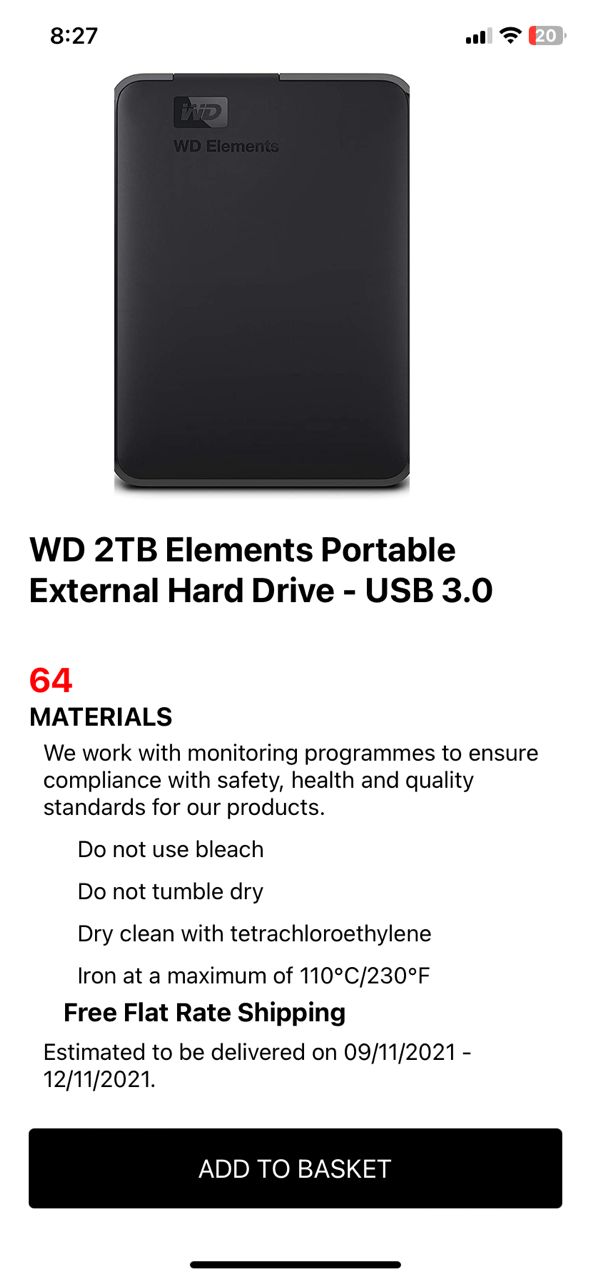 8:27
20
WD
WD Elements
WD 2TB Elements Portable
External Hard Drive - USB 3.0
64
MATERIALS
We work with monitoring programmes to ensure
compliance with safety, health and quality
standards for our products.
Do not use bleach
Do not tumble dry
Dry clean with tetrachloroethylene
Iron at a maximum of 110ºC/230ºF
Free Flat Rate Shipping
Estimated to be delivered on 09/11/2021 -
12/11/2021.
ADD TO BASKET